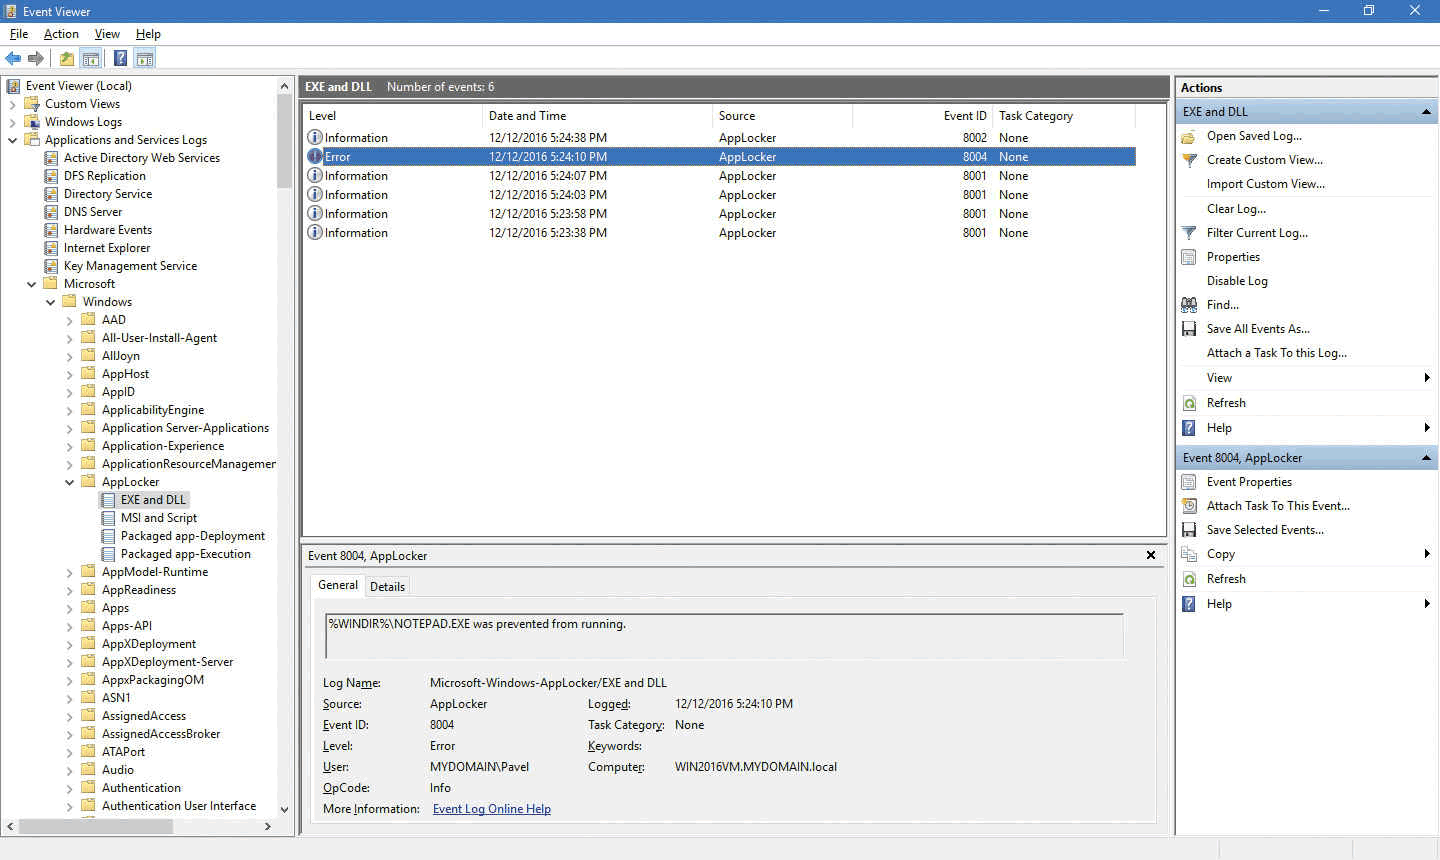 Event Viewer
File Action View Help
Event Viewer (Local)
Custom Views
Windows Logs
Applications and Services Logs
Active Directory Web Services
DFS Replication
Directory Service
DNS Server
Hardware Events
Internet Explorer
Key Management Service
Microsoft
Windows
AAD
All-User-Install-Agent
AllJoyn
AppHost
AppID
ApplicabilityEngine
Application Server-Applications
Application-Experience
ApplicationResourceManagemer
AppLocker
EXE and DLL
MSI and Script
Packaged app-Deployment
Packaged app-Execution
AppModel-Runtime
AppReadiness
Apps
Apps-API
AppXDeployment
AppXDeployment-Server
AppxPackagingOM
ASN1
AssignedAccess
AssignedAccessBroker
ATAPort
Audio
Authentication
Authentication User Interface
EXE and DLL Number of events: 6
Level Date and Time Source Event ID Task Category
Information 12/12/2016 5:24:38 PM AppLocker 8002 None
Error 12/12/2016 5:24:10 PM AppLocker 8004 None
Information 12/12/2016 5:24:07 PM AppLocker 8001 None
Information 12/12/2016 5:24:03 PM AppLocker 8001 None
Information 12/12/2016 5:23:58 PM AppLocker 8001 None
Information 12/12/2016 5:23:38 PM AppLocker 8001 None
Event 8004, AppLocker
General Details
%WINDIR%\NOTEPAD.EXE was prevented from running.
Log Name: Microsoft-Windows-AppLocker/EXE and DLL
Source: AppLocker Logged: 12/12/2016 5:24:10 PM
Event ID: 8004 Task Category: None
Level: Error Keywords:
User: MYDOMAIN\Pavel Computer: WIN2016VM.MYDOMAIN.local
OpCode: Info
More Information: Event Log Online Help
Actions
EXE and DLL
Open Saved Log...
Create Custom View...
Import Custom View...
Clear Log...
Filter Current Log...
Properties
Disable Log
Find...
Save All Events As...
Attach a Task To this Log...
View
Refresh
Help
Event 8004, AppLocker
Event Properties
Attach Task To This Event...
Save Selected Events...
Copy
Refresh
Help